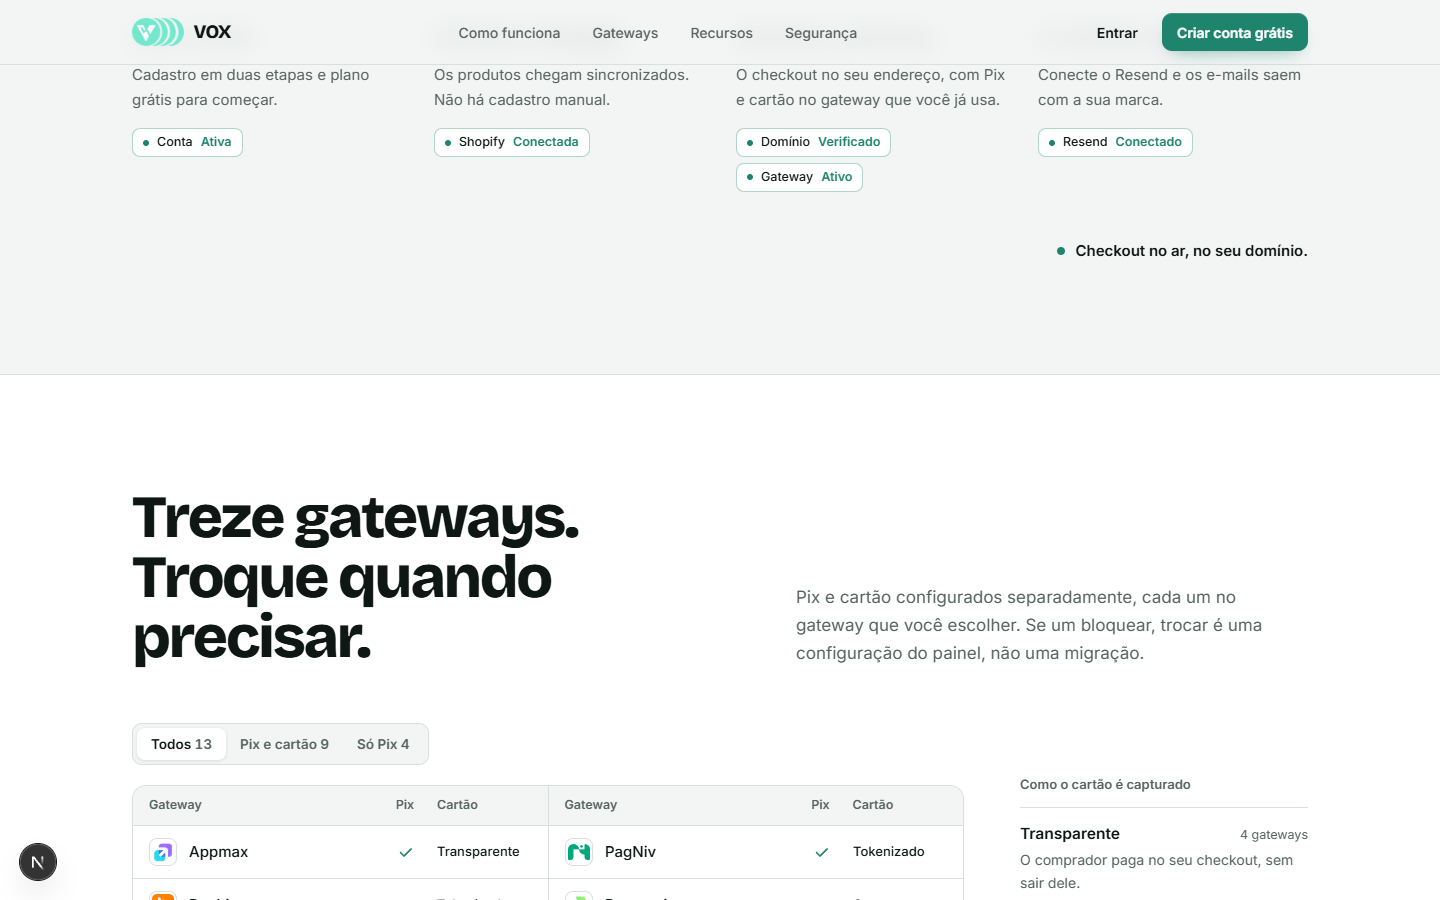 VOX
Como funciona
Gateways
Recursos
Segurança
Entrar
Criar conta grátis
Cadastro em duas etapas e plano
grátis para começar.
Conta Ativa
Os produtos chegam sincronizados.
Não há cadastro manual.
Shopify Conectada
O checkout no seu endereço, com Pix
e cartão no gateway que você já usa.
Domínio Verificado
Gateway Ativo
Conecte o Resend e os e-mails saem
com a sua marca.
Resend Conectado
Checkout no ar, no seu domínio.
Treze gateways.
Troque quando
precisar.
Pix e cartão configurados separadamente, cada um no
gateway que você escolher. Se um bloquear, trocar é uma
configuração do painel, não uma migração.
Todos 13
Pix e cartão 9
Só Pix 4
Gateway Pix Cartão
Gateway Pix Cartão
Appmax Transparente
PagNiv Tokenizado
Como o cartão é capturado
Transparente 4 gateways
O comprador paga no seu checkout, sem
sair dele.